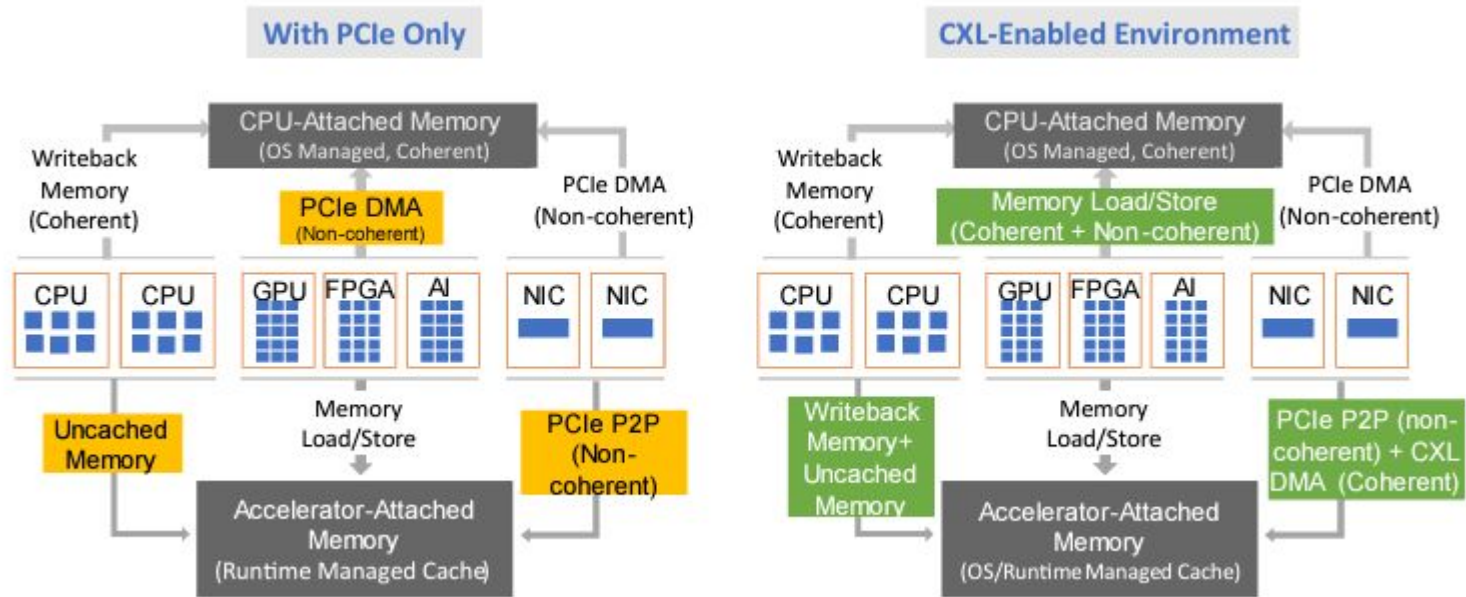 With PCIe Only
CPU-Attached Memory
(OS Managed, Coherent)
Writeback
Memory
(Coherent)
PCIe DMA
(Non-coherent)
PCIe DMA
(Non-coherent)
CPU
CPU
GPU
FPGA
AI
NIC
NIC
Uncached
Memory
Memory
Load/Store
PCIe P2P
(Non-
coherent)
Accelerator-Attached
Memory
(Runtime Managed Cache)
CXL-Enabled Environment
CPU-Attached Memory
(OS Managed, Coherent)
Writeback
Memory
(Coherent)
Memory Load/Store
(Coherent + Non-coherent)
PCIe DMA
(Non-coherent)
CPU
CPU
GPU
FPGA
AI
NIC
NIC
Writeback
Memory+
Uncached
Memory
Memory
Load/Store
PCIe P2P (non-
coherent) + CXL
DMA (Coherent)
Accelerator-Attached
Memory
(OS/Runtime Managed Cache)